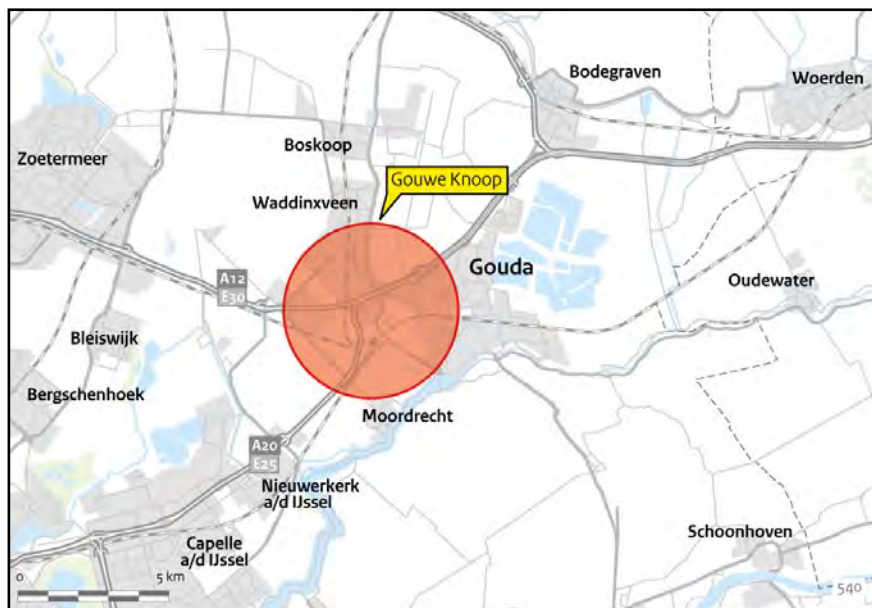 Bodegraven
Woerden
Boskoop
Zoetermeer
Gouwe Knoop
Waddinxveen
Gouda
A12
E30
Oudewater
Bleiswijk
Bergschenhoek
Moordrecht
A20
E25
Nieuwerkerk
a/d IJssel
Schoonhoven
Capelle
a/d IJssel
0
5 km
540